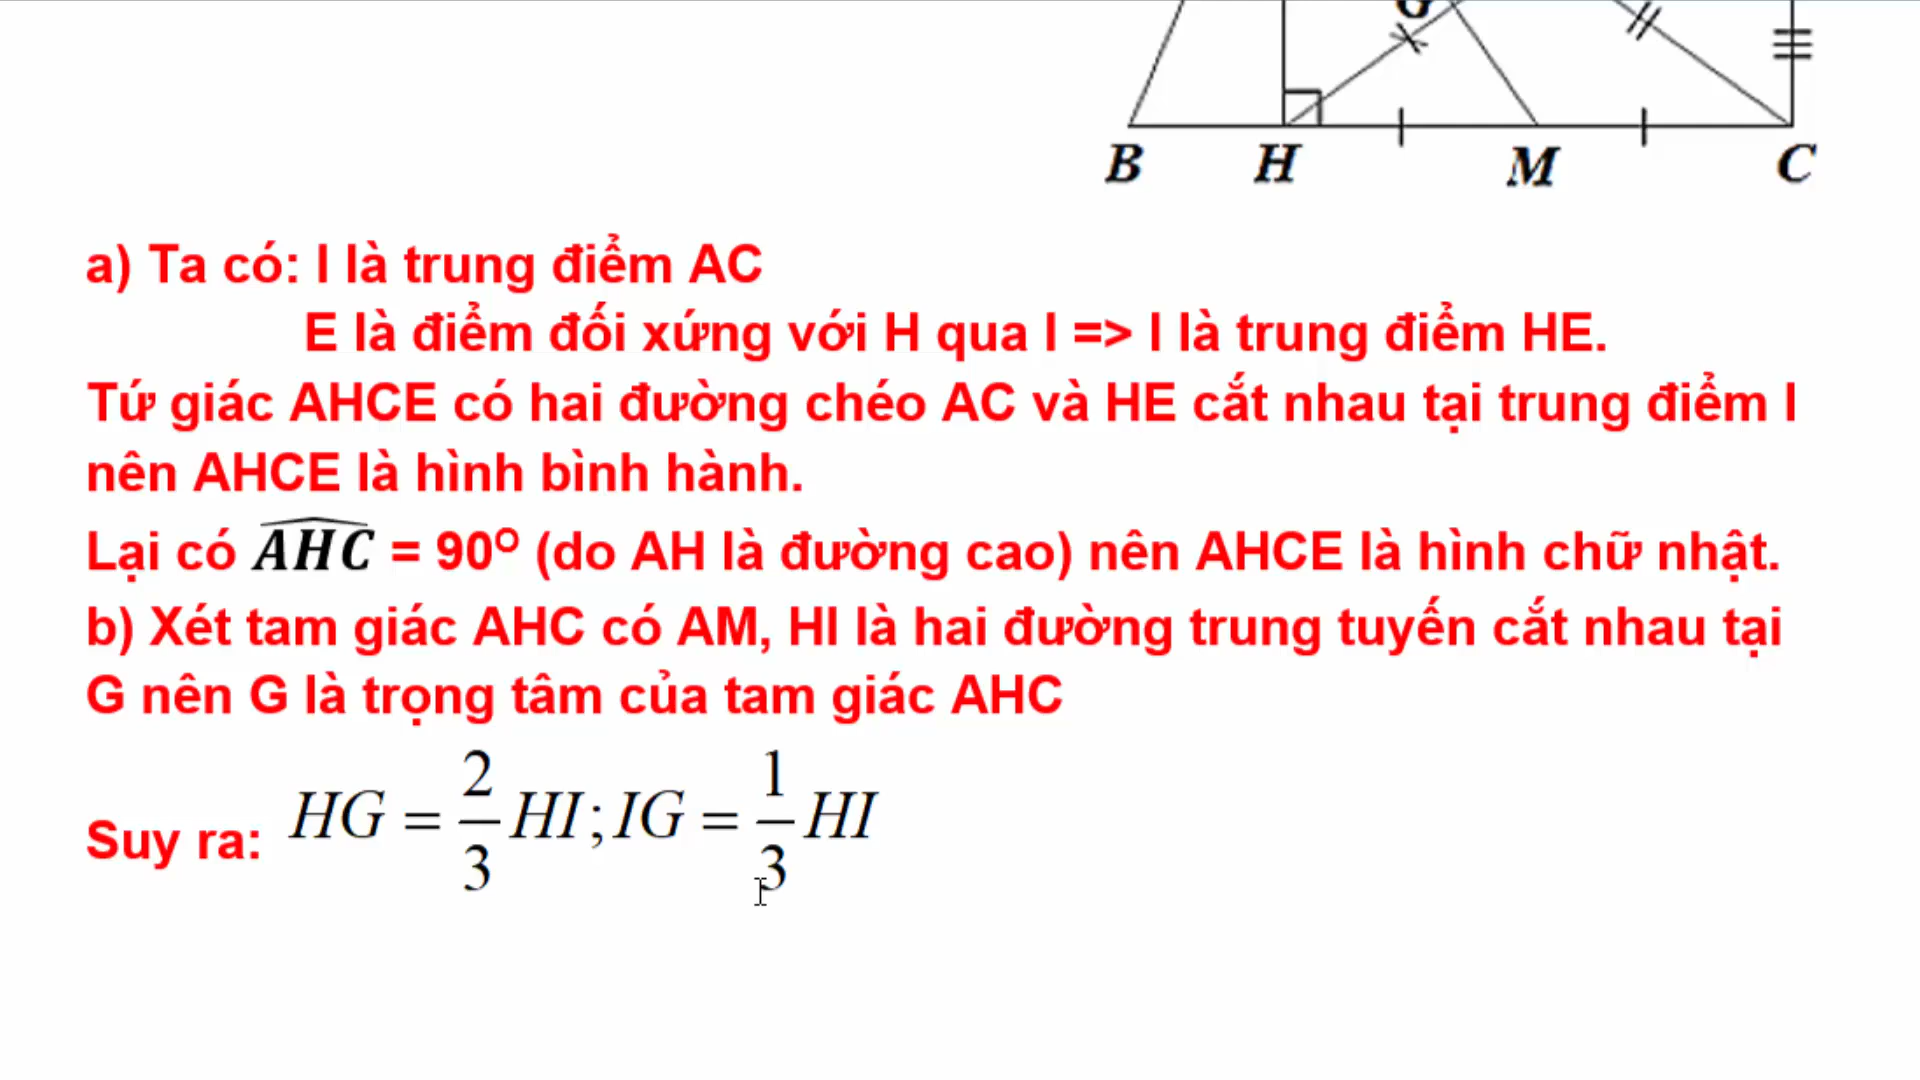 G
B H M C
a) Ta có: I là trung điểm AC
E là điểm đối xứng với H qua I => I là trung điểm HE.
Tứ giác AHCE có hai đường chéo AC và HE cắt nhau tại trung điểm I
nên AHCE là hình bình hành.
Lại có \widehat{AHC} = 90^O (do AH là đường cao) nên AHCE là hình chữ nhật.
b) Xét tam giác AHC có AM, HI là hai đường trung tuyến cắt nhau tại
G nên G là trọng tâm của tam giác AHC
Suy ra: HG = \frac{2}{3} HI; IG = \frac{1}{3} HI